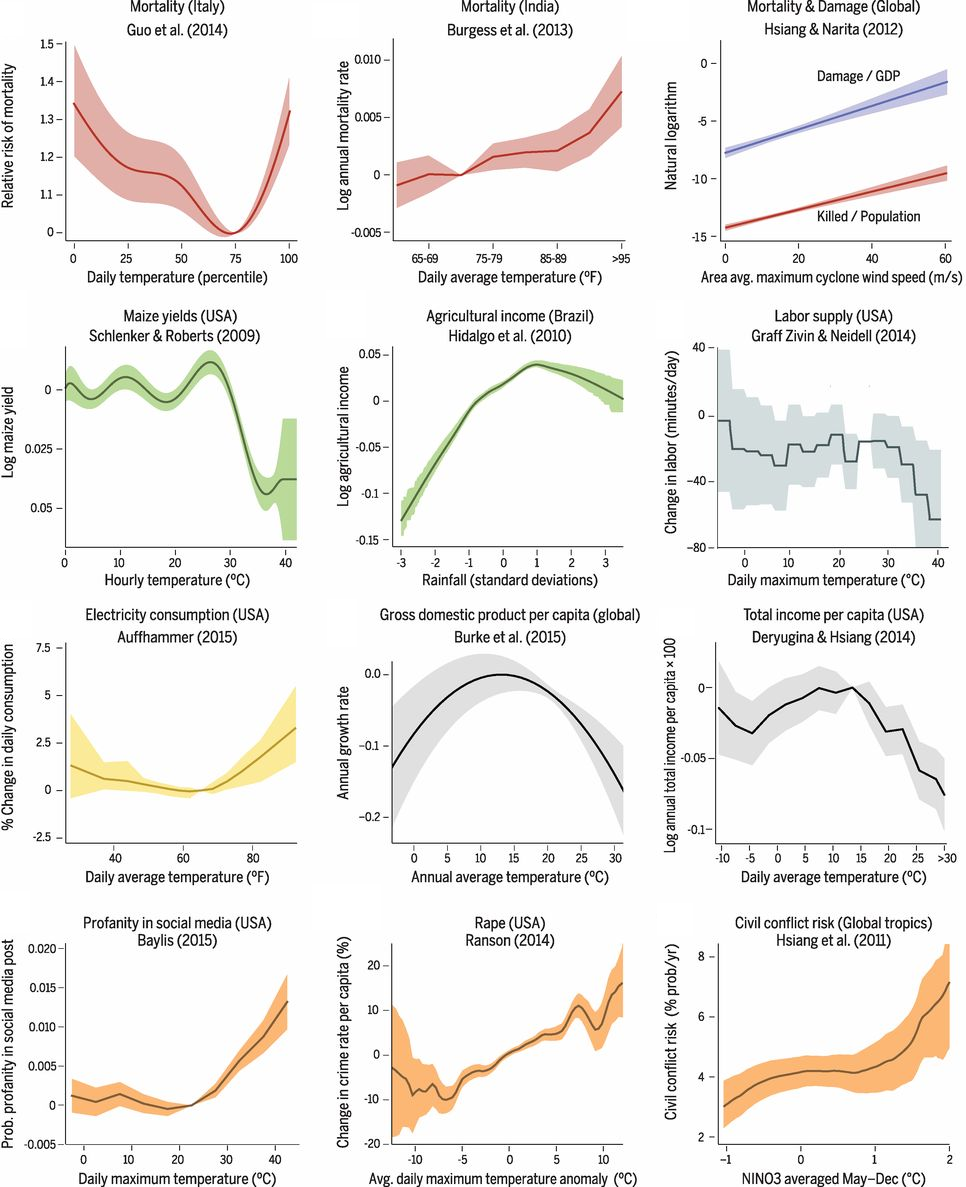 Mortality (Italy)
Guo et al. (2014)
Relative risk of mortality
1.5
1.4
1.3
1.2
1.1
0
0 25 50 75 100
Daily temperature (percentile)
Mortality (India)
Burgess et al. (2013)
Log annual mortality rate
0.010
0.005
0
-0.005
65-69 75-79 85-89 >95
Daily average temperature (ºF)
Mortality & Damage (Global)
Hsiang & Narita (2012)
Natural logarithm
0
-5
-10
-15
Damage / GDP
Killed / Population
0 20 40 60
Area avg. maximum cyclone wind speed (m/s)
Maize yields (USA)
Schlenker & Roberts (2009)
Log maize yield
0
0.025
0.05
0 10 20 30 40
Hourly temperature (ºC)
Agricultural income (Brazil)
Hidalgo et al. (2010)
Log agricultural income
0.05
0
-0.05
-0.1
-0.15
-3 -2 -1 0 1 2 3
Rainfall (standard deviations)
Labor supply (USA)
Graff Zivin & Neidell (2014)
Change in labor (minutes/day)
40
0
-40
-80
0 10 20 30 40
Daily maximum temperature (ºC)
Electricity consumption (USA)
Auffhammer (2015)
% Change in daily consumption
7.5
5
2.5
0
-2.5
40 60 80
Daily average temperature (ºF)
Gross domestic product per capita (global)
Burke et al. (2015)
Annual growth rate
0.0
-0.1
-0.2
0 5 10 15 20 25 30
Annual average temperature (ºC)
Total income per capita (USA)
Deryugina & Hsiang (2014)
Log annual total income per capita × 100
0
-0.05
-0.1
-10 -5 0 5 10 15 20 25 >30
Daily average temperature (ºC)
Profanity in social media (USA)
Baylis (2015)
Prob. profanity in social media post
0.020
0.015
0.010
0.005
0
-0.005
0 10 20 30 40
Daily maximum temperature (ºC)
Rape (USA)
Ranson (2014)
Change in crime rate per capita (%)
20
10
0
-10
-20
-10 -5 0 5 10
Avg. daily maximum temperature anomaly (ºC)
Civil conflict risk (Global tropics)
Hsiang et al. (2011)
Civil conflict risk (% prob/yr)
8
6
4
2
-1 0 1 2
NINO3 averaged May–Dec (ºC)